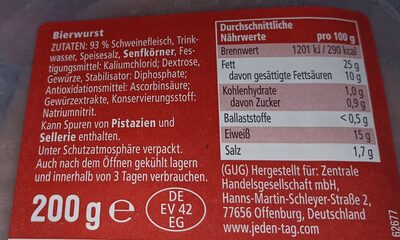 Bierwurst
ZUTATEN: 93 % Schweinefleisch, Trink-
wasser, Speisesalz, Senfkörner, Fes-
tigungsmittel: Kaliumchlorid; Dextrose,
Gewürze, Stabilisator: Diphosphate;
Antioxidationsmittel: Ascorbinsäure;
Gewürzextrakte, Konservierungsstoff:
Natriumnitrit.
Kann Spuren von Pistazien und
Sellerie enthalten.
Unter Schutzatmosphäre verpackt.
Auch nach dem Öffnen gekühlt lagern
und innerhalb von 3 Tagen verbrauchen.
200 g e
DE
EV 42
EG
Durchschnittliche
Nährwerte pro 100 g
Brennwert 1201 kJ / 290 kcal
Fett 25 g
davon gesättigte Fettsäuren 10 g
Kohlenhydrate 1,0 g
davon Zucker 0,9 g
Ballaststoffe < 0,5 g
Eiweiß 15 g
Salz 1,7 g
(GUG) Hergestellt für: Zentrale
Handelsgesellschaft mbH,
Hanns-Martin-Schleyer-Straße 2,
77656 Offenburg, Deutschland
www.jeden-tag.com
62677